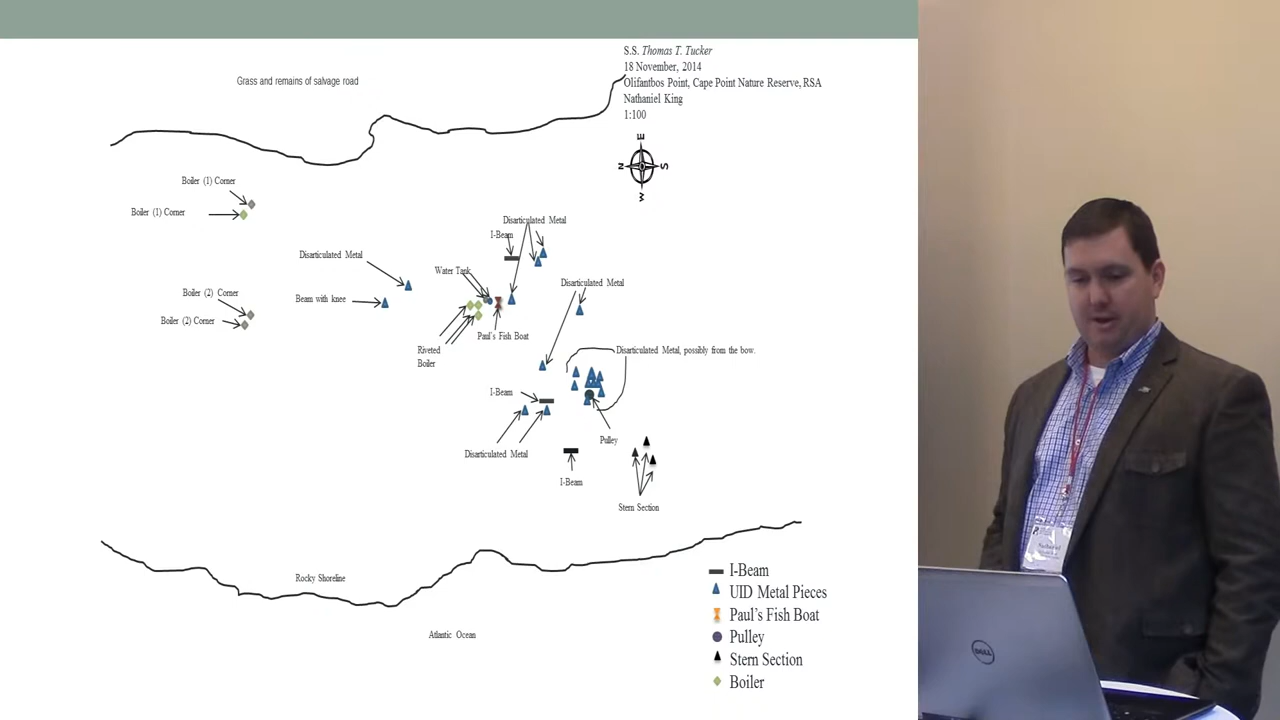 S.S. Thomas T. Tucker
18 November, 2014
Olifantbos Point, Cape Point Nature Reserve, RSA
Nathaniel King
1:100
Grass and remains of salvage road
E
N
S
W
Boiler (1) Corner
Boiler (1) Corner
Disarticulated Metal
I-Beam
Disarticulated Metal
Water Tank
Disarticulated Metal
Boiler (2) Corner
Beam with knee
Boiler (2) Corner
Paul's Fish Boat
Riveted
Boiler
Disarticulated Metal, possibly from the bow.
I-Beam
Pulley
Disarticulated Metal
I-Beam
Stern Section
Rocky Shoreline
Atlantic Ocean
I-Beam
UID Metal Pieces
Paul's Fish Boat
Pulley
Stern Section
Boiler
Nathaniel
DELL